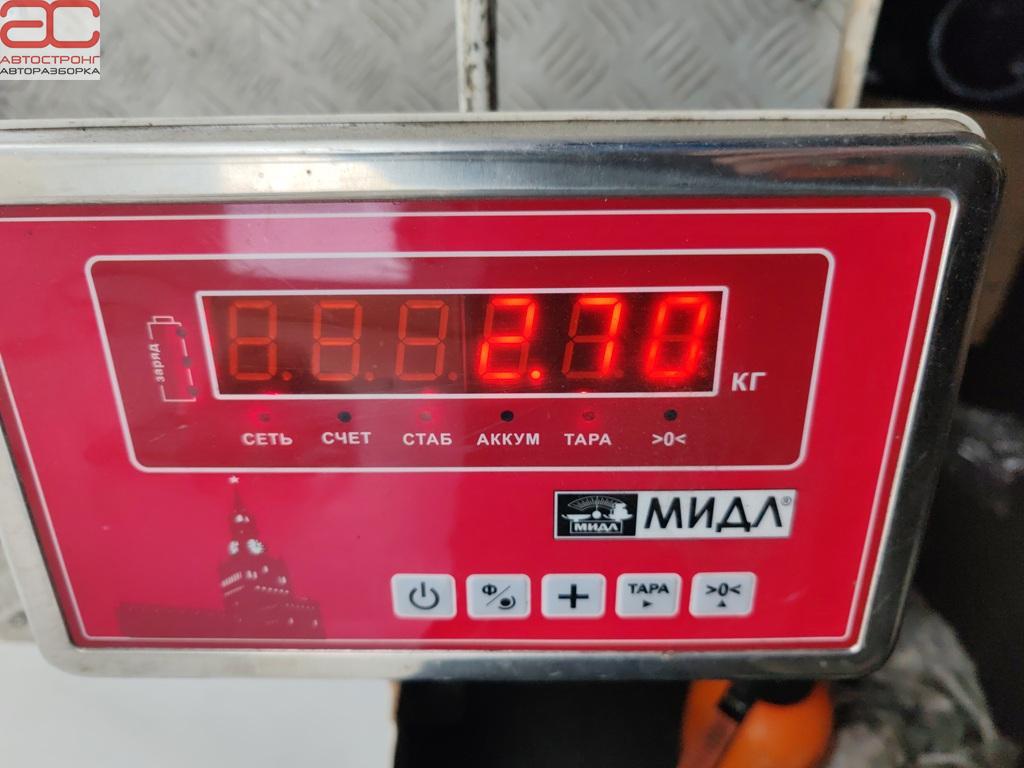 АС
АВТОСТРОНГ
АВТОРАЗБОРКА
заряд
2.70
КГ
СЕТЬ СЧЕТ СТАБ АККУМ ТАРА >0<
МИДЛ МИДЛ®
Ф/ + ТАРА >0<